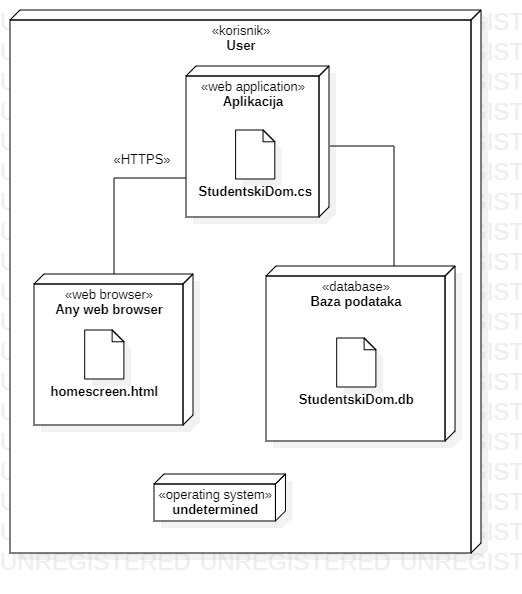 «korisnik»
User
«web application»
Aplikacija
StudentskiDom.cs
«HTTPS»
«web browser»
Any web browser
homescreen.html
«database»
Baza podataka
StudentskiDom.db
«operating system»
undetermined
UNREGISTERED UNREGISTERED UNREGIST